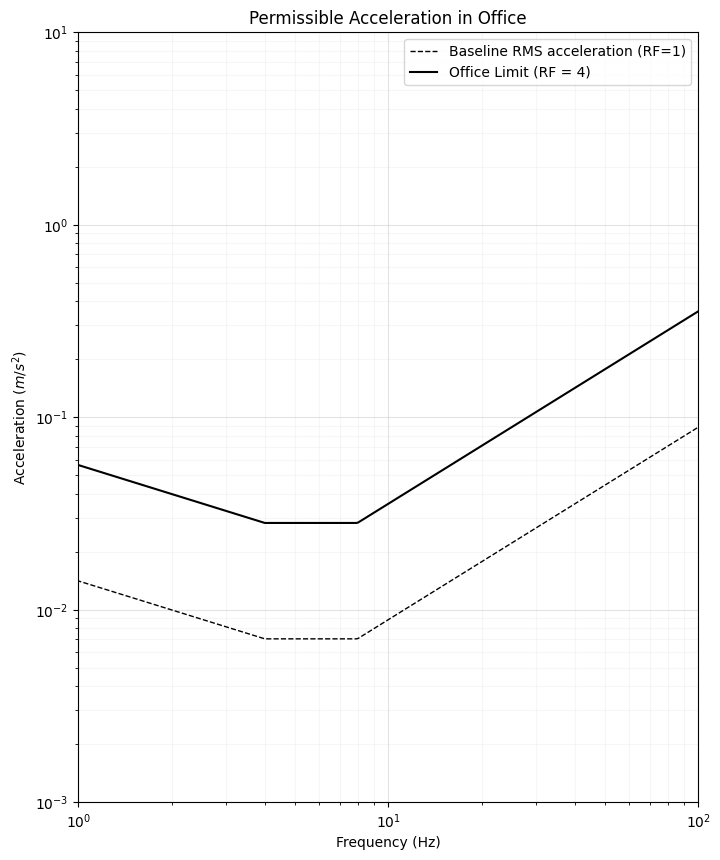 Permissible Acceleration in Office
Baseline RMS acceleration (RF=1)
Office Limit (RF = 4)
10¹
10⁰
10⁻¹
10⁻²
10⁻³
Acceleration (m/s²)
10⁰
10¹
10²
Frequency (Hz)